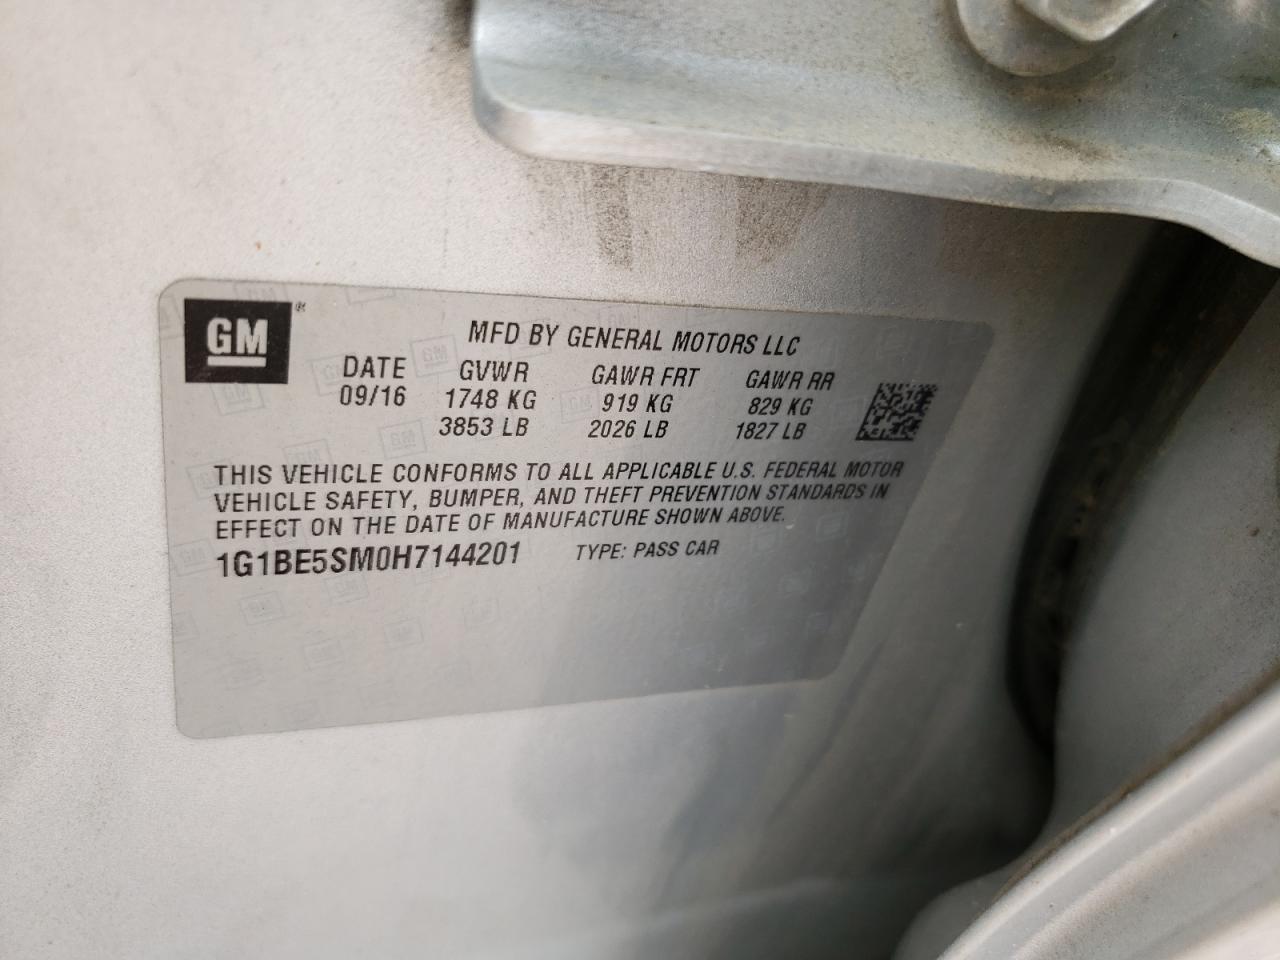 GM®
MFD BY GENERAL MOTORS LLC
DATE GVWR GAWR FRT GAWR RR
09/16 1748 KG 919 KG 829 KG
3853 LB 2026 LB 1827 LB
THIS VEHICLE CONFORMS TO ALL APPLICABLE U.S. FEDERAL MOTOR
VEHICLE SAFETY, BUMPER, AND THEFT PREVENTION STANDARDS IN
EFFECT ON THE DATE OF MANUFACTURE SHOWN ABOVE.
1G1BE5SM0H7144201 TYPE: PASS CAR